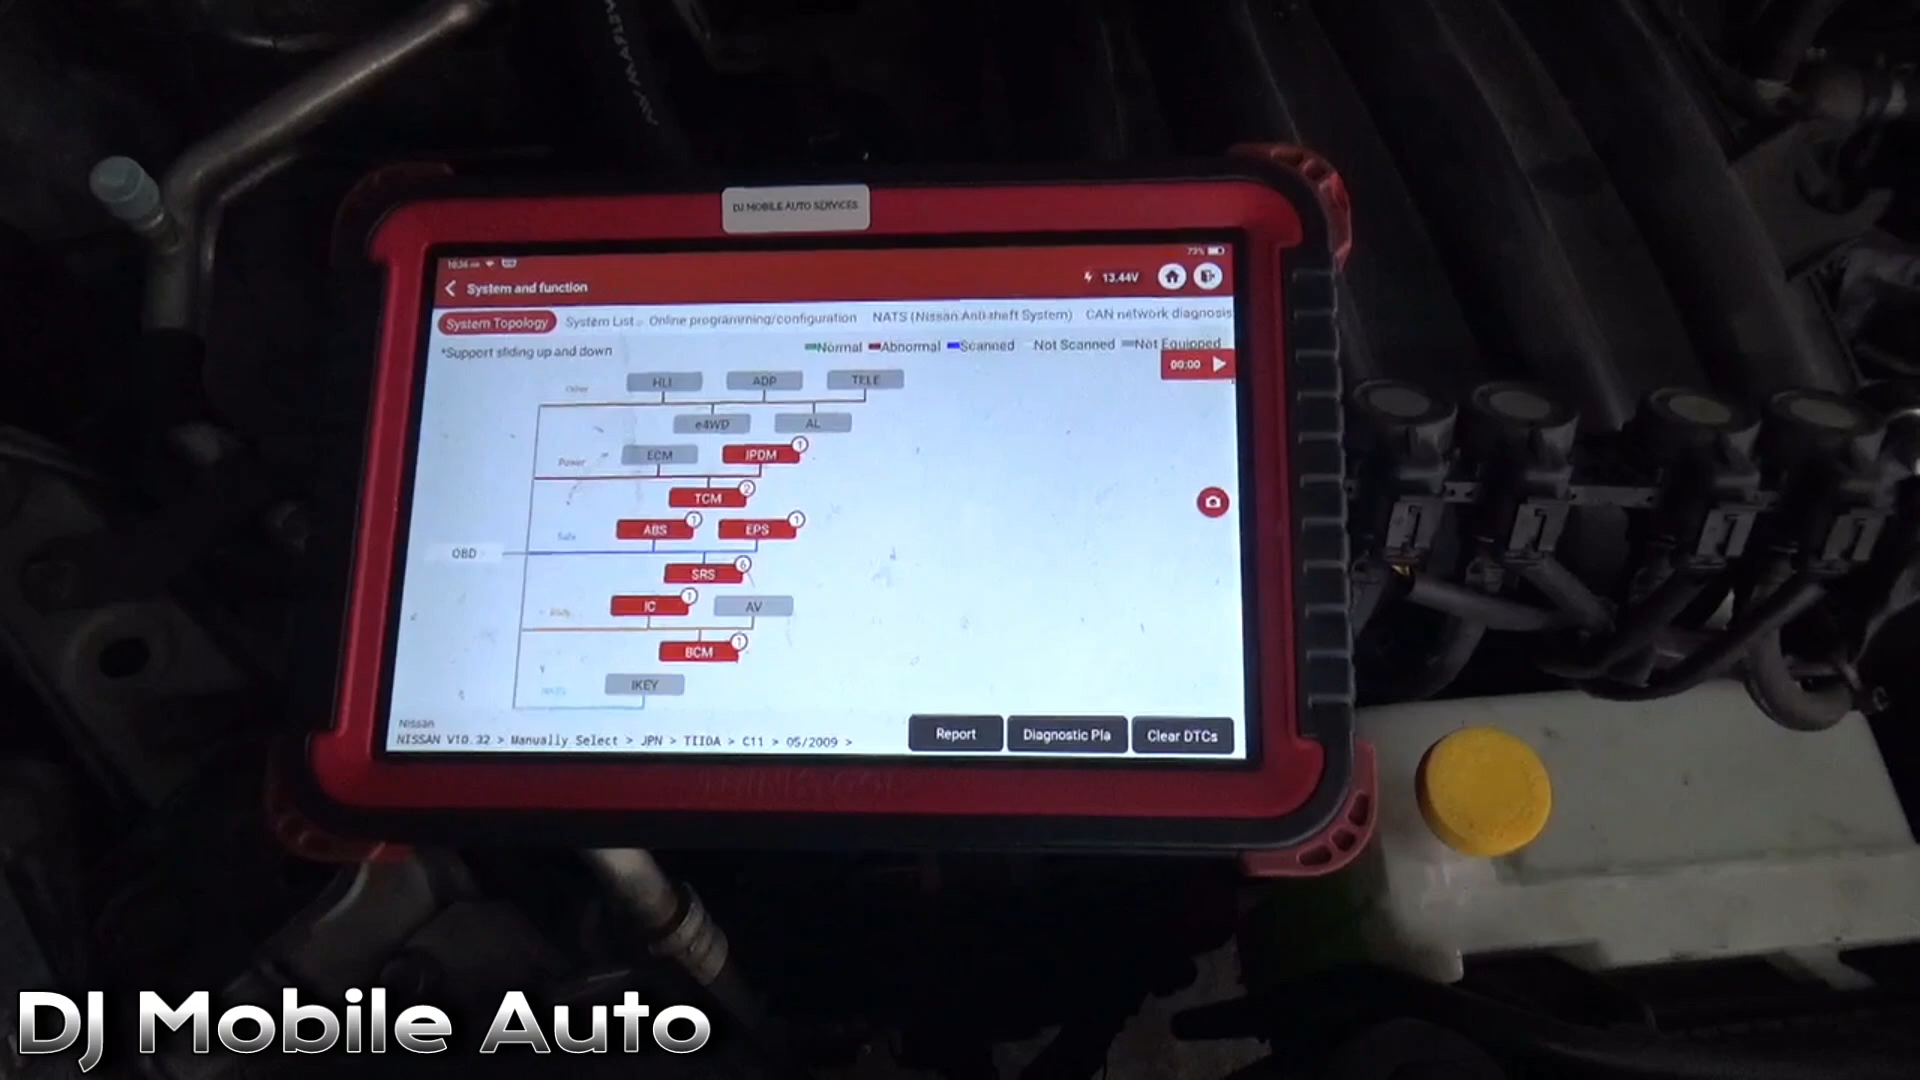 DJ MOBILE AUTO SERVICES
73%
System and function
13.44V
System Topology System List Online programming/configuration NATS (Nissan Anti-theft System) CAN network diagnosis
*Support sliding up and down
Normal Abnormal Scanned Not Scanned Not Equipped
00:00
Other
HLI ADP TELE
e4WD AL
Power
ECM IPDM 1
TCM 2
Safe
ABS 1 EPS 1
OBD
SRS 6
IC 1 AV
BCM 1
IKEY
Nissan
NISSAN V10.32 > Manually Select > JPN > TIIDA > C11 > 05/2009 >
Report Diagnostic Pla Clear DTCs
DJ Mobile Auto